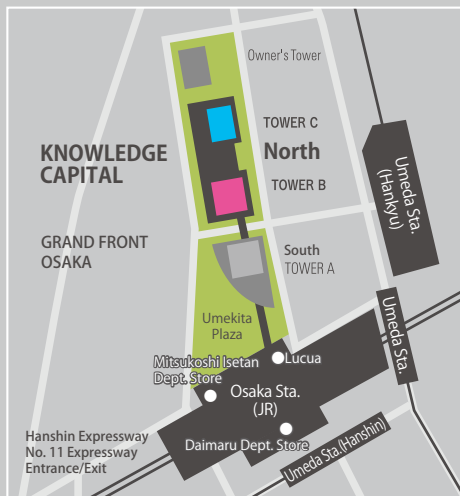 Owner's Tower
TOWER C
KNOWLEDGE
CAPITAL
North
TOWER B
Umeda Sta.
(Hankyu)
GRAND FRONT
OSAKA
South
TOWER A
Umekita
Plaza
Umeda Sta.
Lucua
Mitsukoshi Isetan
Dept. Store
Osaka Sta.
(JR)
Hanshin Expressway
No. 11 Expressway
Entrance/Exit
Daimaru Dept. Store
Umeda Sta.(Hanshin)